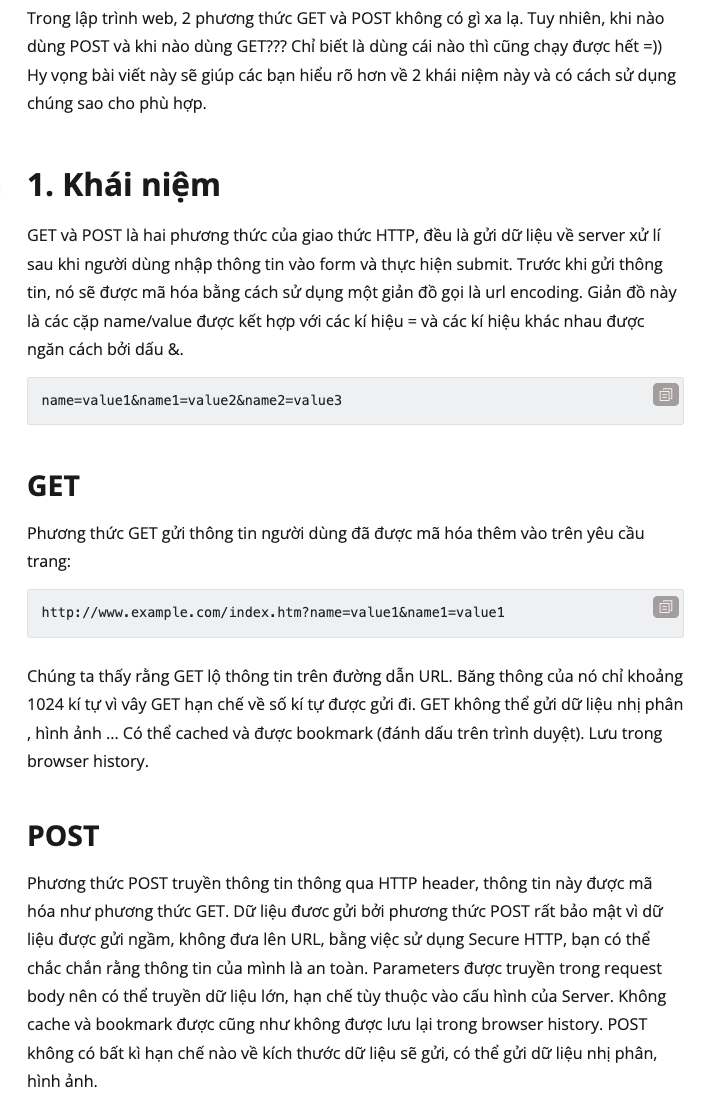 Trong lập trình web, 2 phương thức GET và POST không có gì xa lạ. Tuy nhiên, khi nào
dùng POST và khi nào dùng GET??? Chỉ biết là dùng cái nào thì cũng chạy được hết =))
Hy vọng bài viết này sẽ giúp các bạn hiểu rõ hơn về 2 khái niệm này và có cách sử dụng
chúng sao cho phù hợp.
1. Khái niệm
GET và POST là hai phương thức của giao thức HTTP, đều là gửi dữ liệu về server xử lí
sau khi người dùng nhập thông tin vào form và thực hiện submit. Trước khi gửi thông
tin, nó sẽ được mã hóa bằng cách sử dụng một giản đồ gọi là url encoding. Giản đồ này
là các cặp name/value được kết hợp với các kí hiệu = và các kí hiệu khác nhau được
ngăn cách bởi dấu &.
name=value1&name1=value2&name2=value3
GET
Phương thức GET gửi thông tin người dùng đã được mã hóa thêm vào trên yêu cầu
trang:
http://www.example.com/index.htm?name=value1&name1=value1
Chúng ta thấy rằng GET lộ thông tin trên đường dẫn URL. Băng thông của nó chỉ khoảng
1024 kí tự vì vây GET hạn chế về số kí tự được gửi đi. GET không thể gửi dữ liệu nhị phân
, hình ảnh ... Có thể cached và được bookmark (đánh dấu trên trình duyệt). Lưu trong
browser history.
POST
Phương thức POST truyền thông tin thông qua HTTP header, thông tin này được mã
hóa như phương thức GET. Dữ liệu đươc gửi bởi phương thức POST rất bảo mật vì dữ
liệu được gửi ngầm, không đưa lên URL, bằng việc sử dụng Secure HTTP, bạn có thể
chắc chắn rằng thông tin của mình là an toàn. Parameters được truyền trong request
body nên có thể truyền dữ liệu lớn, hạn chế tùy thuộc vào cấu hình của Server. Không
cache và bookmark được cũng như không được lưu lại trong browser history. POST
không có bất kì hạn chế nào về kích thước dữ liệu sẽ gửi, có thể gửi dữ liệu nhị phân,
hình ảnh.